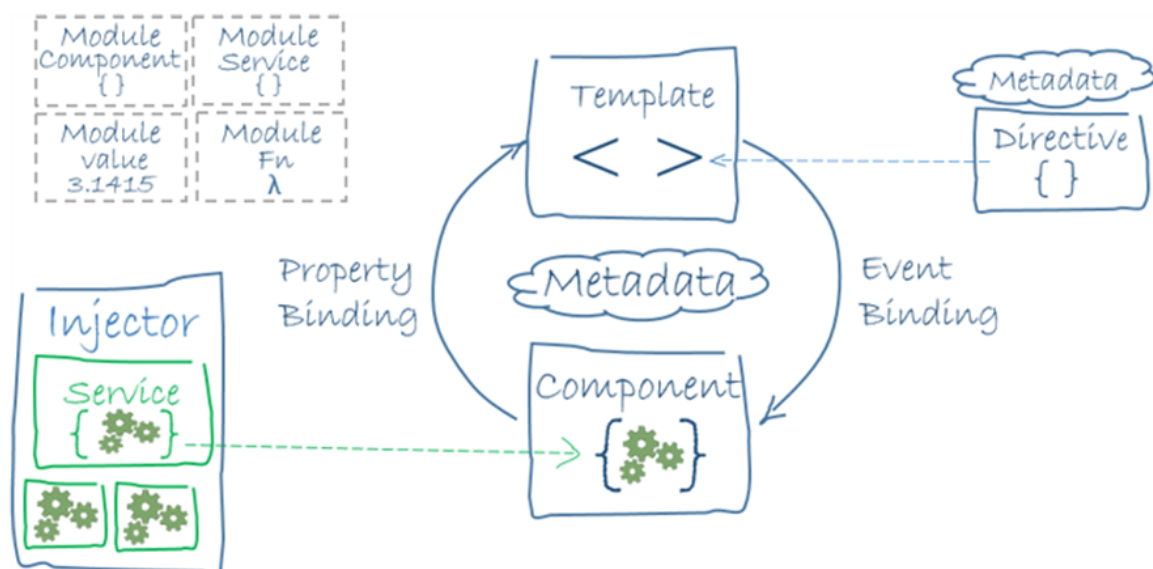 Module
Component
{ }
Module
Service
{ }
Module
value
3.1415
Module
Fn
λ
Template
< >
Metadata
Directive
{ }
Property
Binding
Metadata
Event
Binding
Injector
Service
{ }
Component
{ }